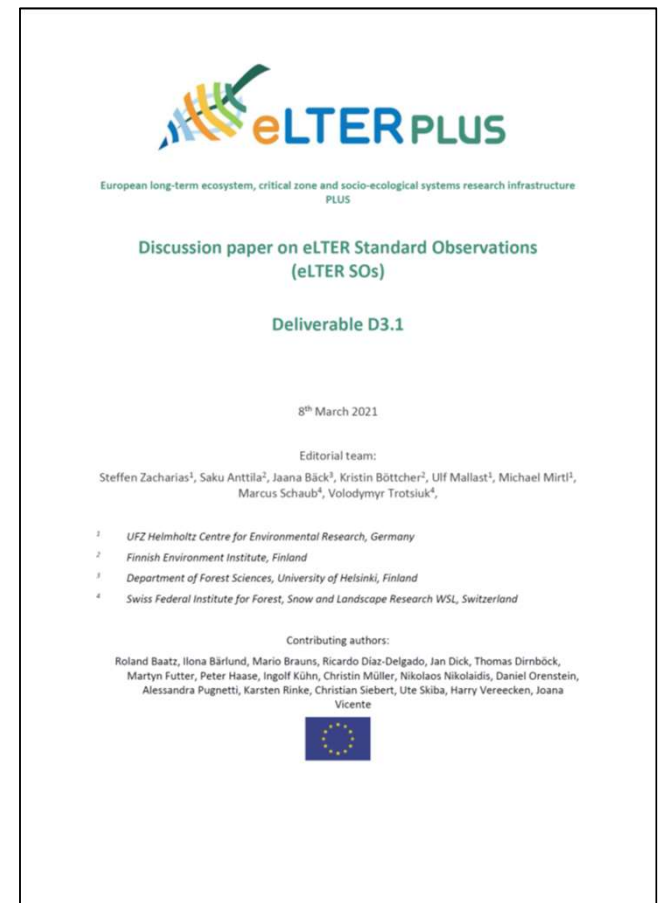 eLTER PLUS
European long-term ecosystem, critical zone and socio-ecological systems research infrastructure
PLUS
Discussion paper on eLTER Standard Observations
(eLTER SOs)
Deliverable D3.1
8th March 2021
Editorial team:
Steffen Zacharias1, Saku Anttila2, Jaana Bäck3, Kristin Böttcher2, Ulf Mallast1, Michael Mirtl1,
Marcus Schaub4, Volodymyr Trotsiuk4,
1 UFZ Helmholtz Centre for Environmental Research, Germany
2 Finnish Environment Institute, Finland
3 Department of Forest Sciences, University of Helsinki, Finland
4 Swiss Federal Institute for Forest, Snow and Landscape Research WSL, Switzerland
Contributing authors:
Roland Baatz, Ilona Bärlund, Mario Brauns, Ricardo Díaz-Delgado, Jan Dick, Thomas Dirnböck,
Martyn Futter, Peter Haase, Ingolf Kühn, Christin Müller, Nikolaos Nikolaidis, Daniel Orenstein,
Alessandra Pugnetti, Karsten Rinke, Christian Siebert, Ute Skiba, Harry Vereecken, Joana
Vicente